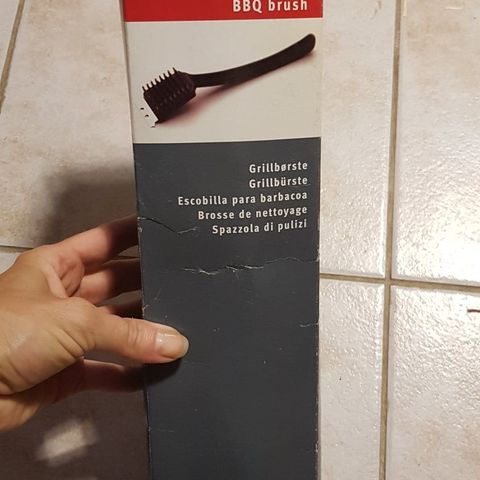 BBQ brush
Grillbørste
Grillbürste
Escobilla para barbacoa
Brosse de nettoyage
Spazzola di pulizi